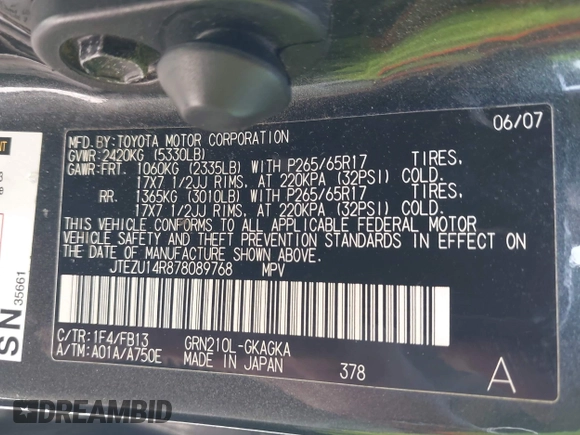 06/07
MFD.BY:TOYOTA MOTOR CORPORATION
GVWR:2420KG (5330LB)
GAWR:FRT. 1060KG (2335LB) WITH P265/65R17 TIRES,
17X7 1/2JJ RIMS, AT 220KPA (32PSI) COLD.
RR. 1365KG (3010LB) WITH P265/65R17 TIRES,
17X7 1/2JJ RIMS, AT 220KPA (32PSI) COLD.
THIS VEHICLE CONFORMS TO ALL APPLICABLE FEDERAL MOTOR
VEHICLE SAFETY AND THEFT PREVENTION STANDARDS IN EFFECT ON
THE DATE OF MANUFACTURE SHOWN ABOVE.
JTEZU14R878089768 MPV
C/TR:1F4/FB13 GRN210L-GKAGKA
A/TM:A01A/A750E MADE IN JAPAN 378 A
SN 35661
DREAMBID